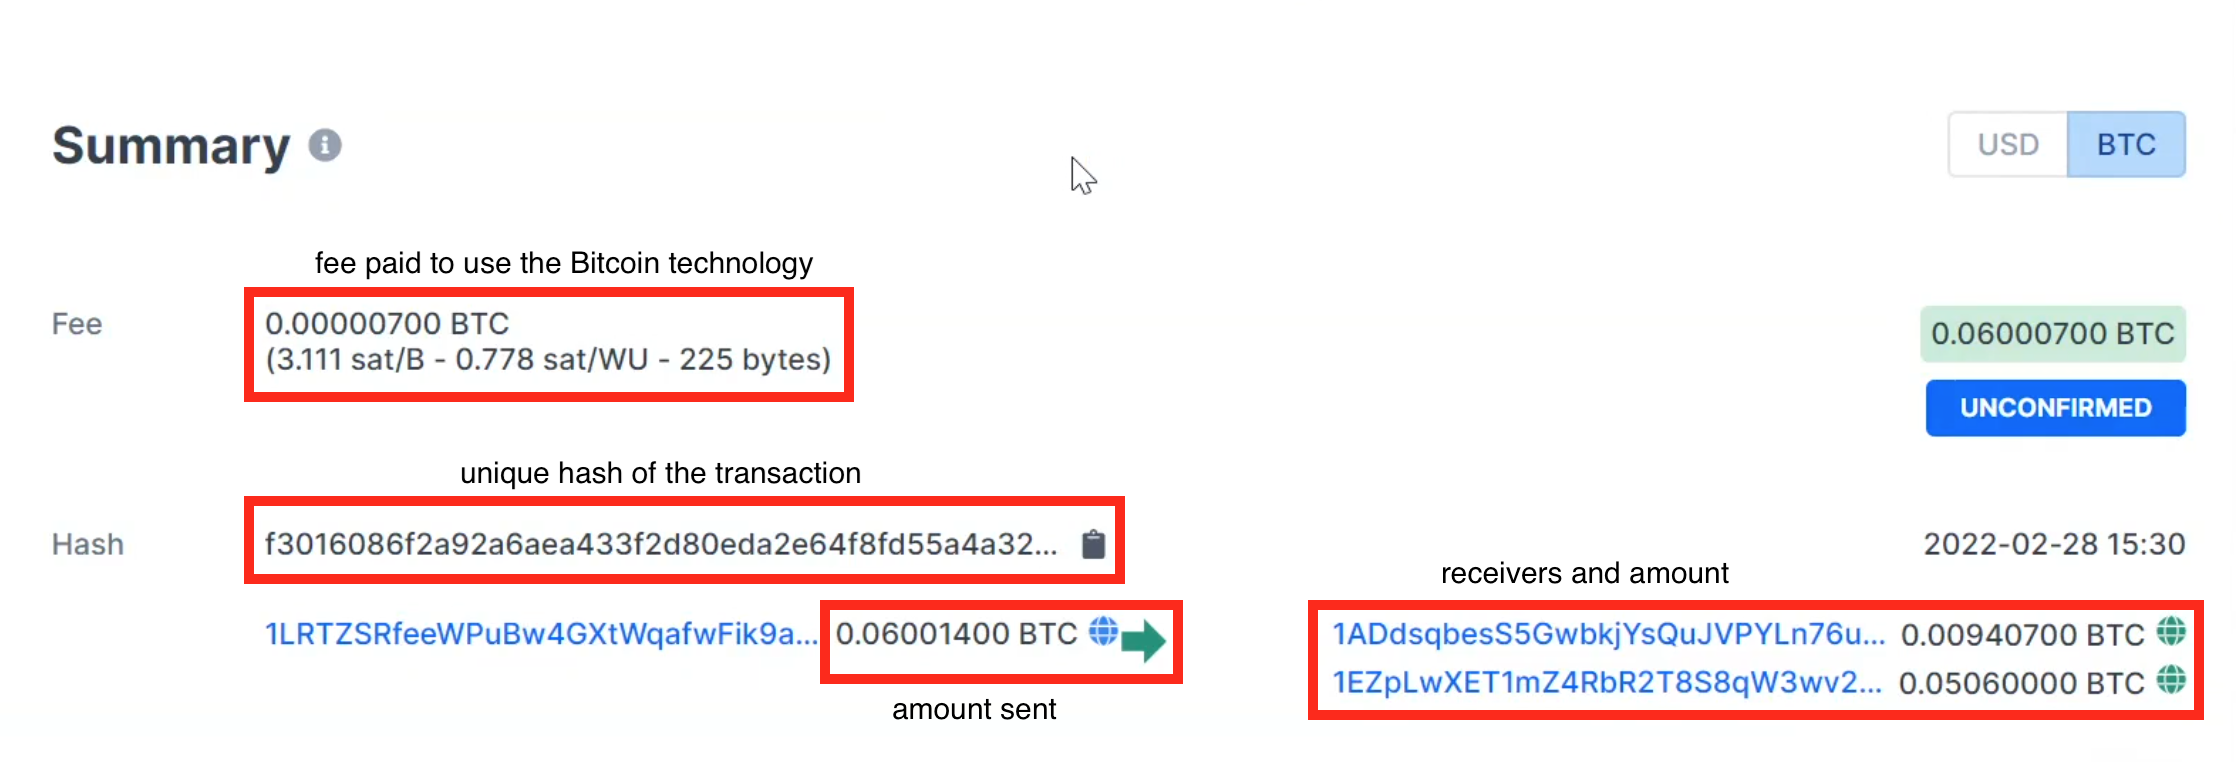 Summary
USD BTC
fee paid to use the Bitcoin technology
Fee 0.00000700 BTC
(3.111 sat/B - 0.778 sat/WU - 225 bytes)
0.06000700 BTC
UNCONFIRMED
unique hash of the transaction
Hash f3016086f2a92a6aea433f2d80eda2e64f8fd55a4a32... 2022-02-28 15:30
receivers and amount
1LRTZSRfeeWPuBw4GXtWqafwFik9a... 0.06001400 BTC 1ADdsqbesS5GwbkjYsQuJVPYLn76u... 0.00940700 BTC
1EZpLwXET1mZ4RbR2T8S8qW3wv2... 0.05060000 BTC
amount sent